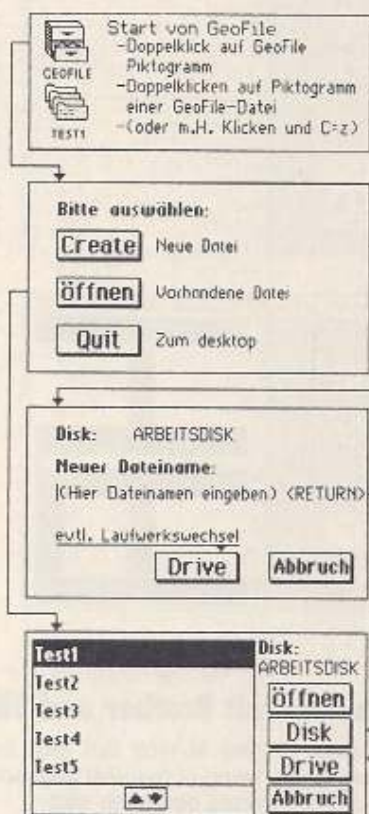 Start von GeoFile
-Doppelklick auf GeoFile
Piktogramm
-Doppelklicken auf Piktogramm
einer GeoFile-Datei
-(oder m.H. Klicken und C=z)
GEOFILE
TEST1
Bitte auswählen:
Create Neue Datei
öffnen Vorhandene Datei
Quit Zum desktop
Disk: ARBEITSDISK
Neuer Dateiname:
(Hier Dateinamen eingeben) <RETURN>
evtl. Laufwerkswechsel
Drive Abbruch
Test1
Test2
Test3
Test4
Test5
Disk:
ARBEITSDISK
öffnen
Disk
Drive
Abbruch